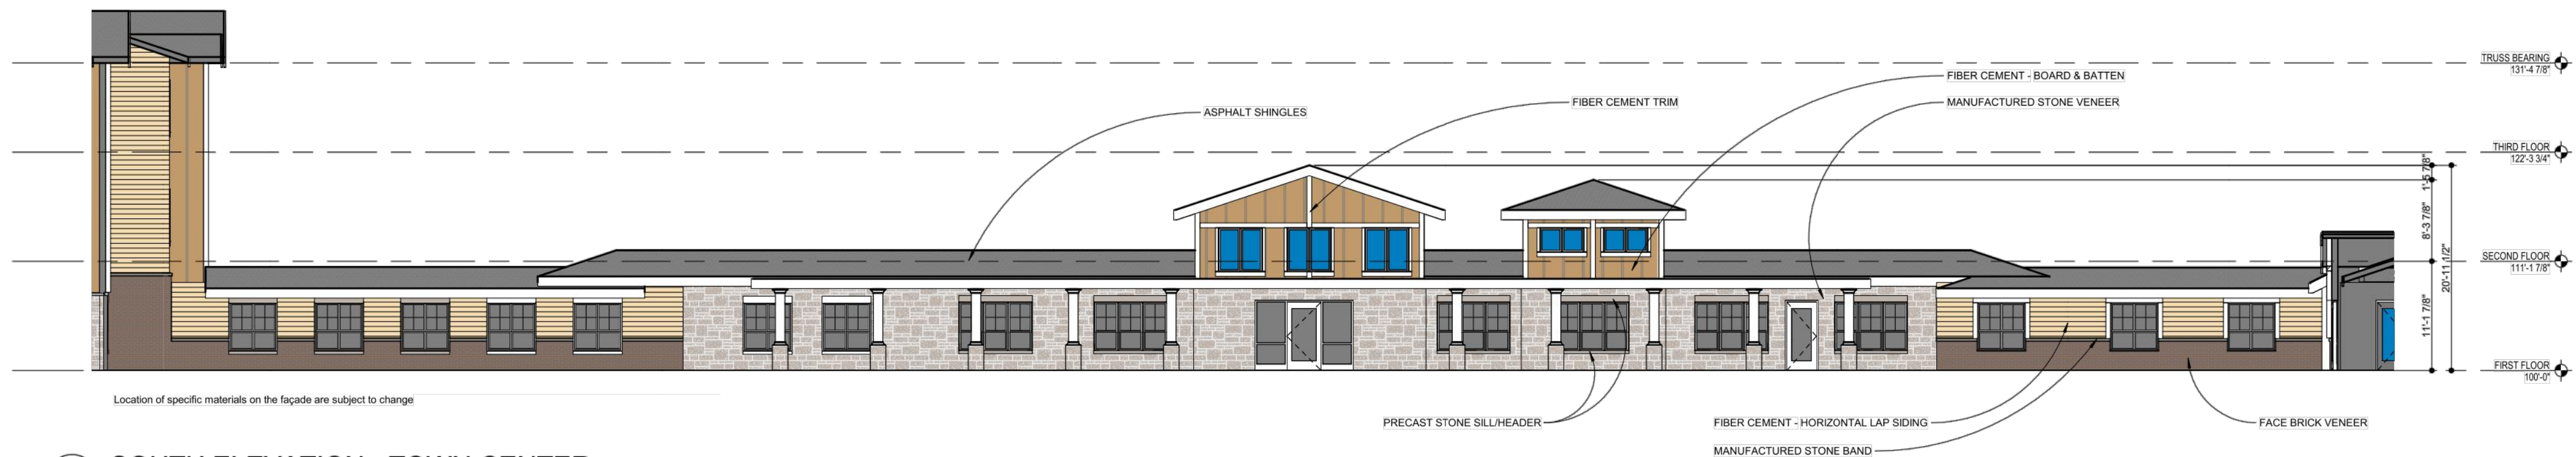 TRUSS BEARING
131'-4 7/8"
FIBER CEMENT - BOARD & BATTEN
FIBER CEMENT TRIM
MANUFACTURED STONE VENEER
ASPHALT SHINGLES
THIRD FLOOR
122'-3 3/4"
1'-5 7/8"
8'-3 7/8"
20'-11 1/2"
SECOND FLOOR
111'-1 7/8"
11'-1 7/8"
FIRST FLOOR
100'-0"
Location of specific materials on the façade are subject to change
PRECAST STONE SILL/HEADER
FIBER CEMENT - HORIZONTAL LAP SIDING
FACE BRICK VENEER
MANUFACTURED STONE BAND
SOUTH ELEVATION - TOWN CENTER